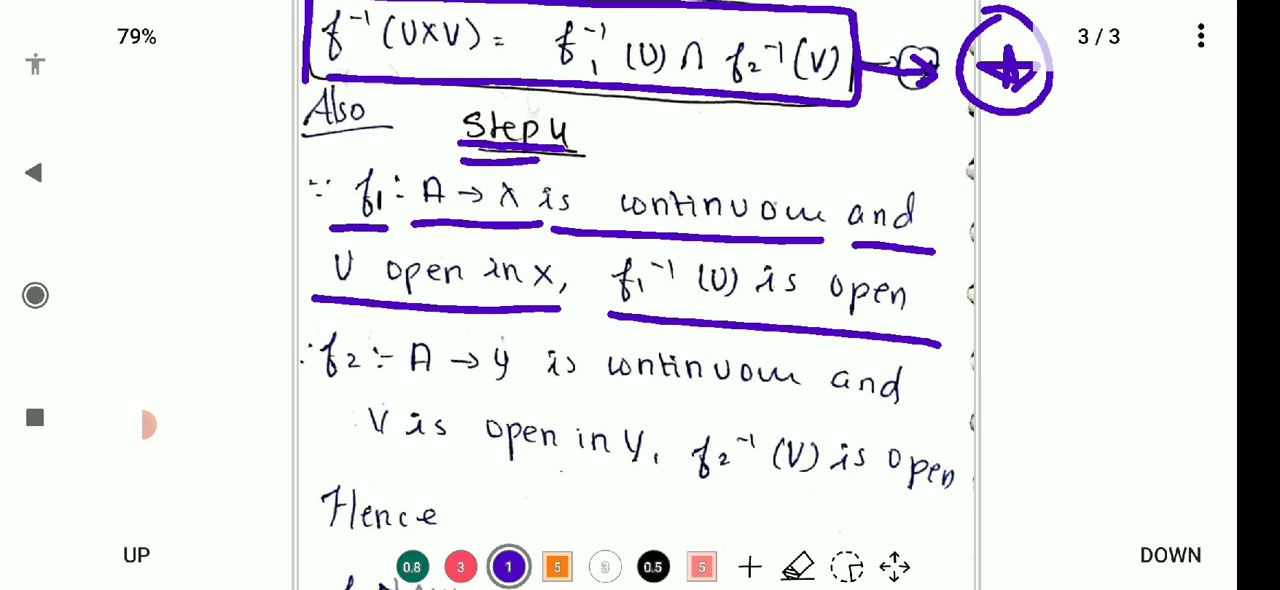 79%
3 / 3
f⁻¹ (U×V) = f₁⁻¹ (U) ∩ f₂⁻¹ (V)
Also
Step 4
∵ f₁ : A → X is continuous and
U open in X, f₁⁻¹ (U) is open
∵ f₂ :- A → Y is continuous and
V is open in Y, f₂⁻¹ (V) is open
Hence
UP
DOWN
0.8 3 1 5 3 0.5 5